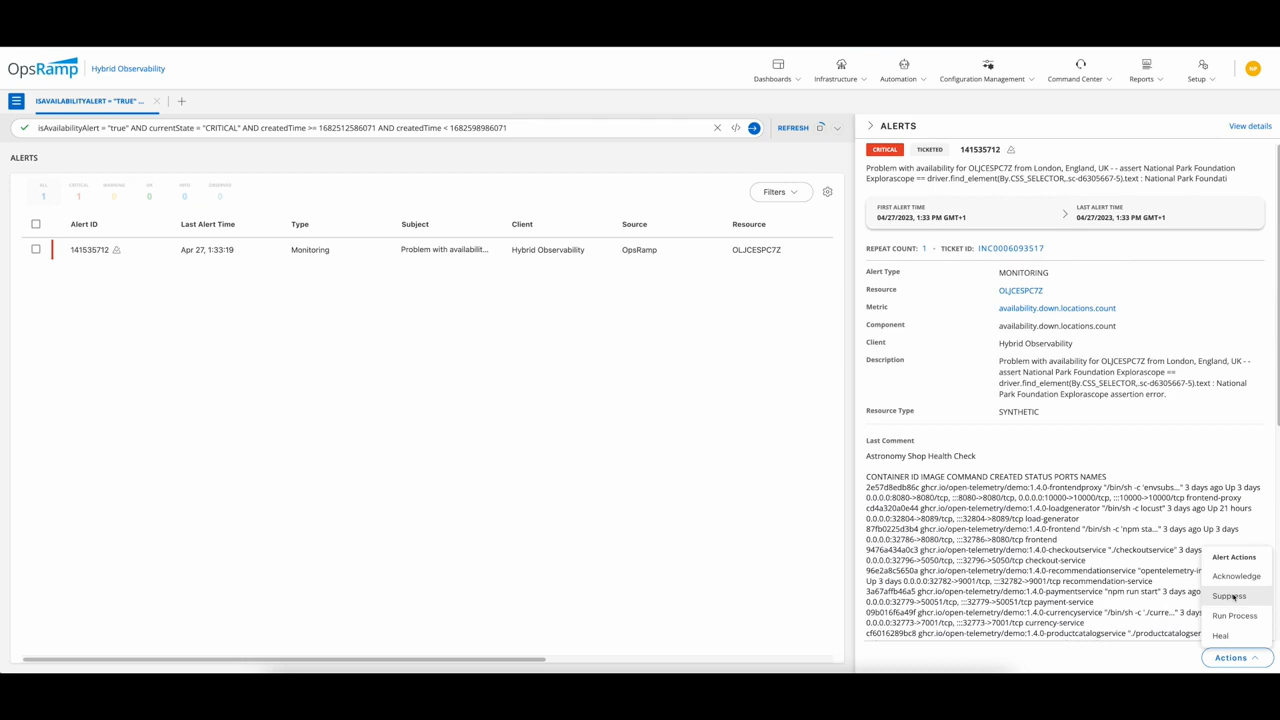 OpsRamp
Hybrid Observability
Dashboards
Infrastructure
Automation
Configuration Management
Command Center
Reports
Setup
NP
ISAVAILABILITYALERT = "TRUE" ...
isAvailabilityAlert = "true" AND currentState = "CRITICAL" AND createdTime >= 1682512586071 AND createdTime < 1682598986071
REFRESH
ALERTS
ALL CRITICAL WARNING OK INFO OBSERVED
1 1 0 0 0 0
Filters
Alert ID Last Alert Time Type Subject Client Source Resource
141535712 Apr 27, 1:33:19 Monitoring Problem with availabilit... Hybrid Observability OpsRamp OLJCESPC7Z
ALERTS
View details
CRITICAL TICKETED 141535712
Problem with availability for OLJCESPC7Z from London, England, UK - - assert National Park Foundation
Explorascope == driver.find_element(By.CSS_SELECTOR,.sc-d6305667-5).text : National Park Foundati
FIRST ALERT TIME LAST ALERT TIME
04/27/2023, 1:33 PM GMT+1 04/27/2023, 1:33 PM GMT+1
REPEAT COUNT: 1 - TICKET ID: INC0006093517
Alert Type MONITORING
Resource OLJCESPC7Z
Metric availability.down.locations.count
Component availability.down.locations.count
Client Hybrid Observability
Description Problem with availability for OLJCESPC7Z from London, England, UK - -
assert National Park Foundation Explorascope ==
driver.find_element(By.CSS_SELECTOR,.sc-d6305667-5).text : National
Park Foundation Explorascope assertion error.
Resource Type SYNTHETIC
Last Comment
Astronomy Shop Health Check
CONTAINER ID IMAGE COMMAND CREATED STATUS PORTS NAMES
2e57d8edb86c ghcr.io/open-telemetry/demo:1.4.0-frontendproxy "/bin/sh -c 'envsubs..." 3 days ago Up 3 days
0.0.0.0:8080->8080/tcp, :::8080->8080/tcp, 0.0.0.0:10000->10000/tcp, :::10000->10000/tcp frontend-proxy
cd4a320a0e44 ghcr.io/open-telemetry/demo:1.4.0-loadgenerator "/bin/sh -c locust" 3 days ago Up 21 hours
0.0.0.0:32804->8089/tcp, :::32804->8089/tcp load-generator
87fb0225d3b4 ghcr.io/open-telemetry/demo:1.4.0-frontend "/bin/sh -c 'npm sta..." 3 days ago Up 3 days
0.0.0.0:32786->8080/tcp, :::32786->8080/tcp frontend
9476a434a0c3 ghcr.io/open-telemetry/demo:1.4.0-checkoutservice "./checkoutservice" 3 days
0.0.0.0:32796->5050/tcp, :::32796->5050/tcp checkout-service
96e2a8c5650a ghcr.io/open-telemetry/demo:1.4.0-recommendationservice "opentelemetry-in
Up 3 days 0.0.0.0:32782->9001/tcp, :::32782->9001/tcp recommendation-service
3a67affb46a5 ghcr.io/open-telemetry/demo:1.4.0-paymentservice "npm run start" 3 days ago
0.0.0.0:32779->50051/tcp, :::32779->50051/tcp payment-service
09b016f6a49f ghcr.io/open-telemetry/demo:1.4.0-currencyservice "/bin/sh -c './curre..." 3 days
0.0.0.0:32773->7001/tcp, :::32773->7001/tcp currency-service
cf6016289bc8 ghcr.io/open-telemetry/demo:1.4.0-productcatalogservice "./productcatalogser
Alert Actions
Acknowledge
Suppress
Run Process
Heal
Actions